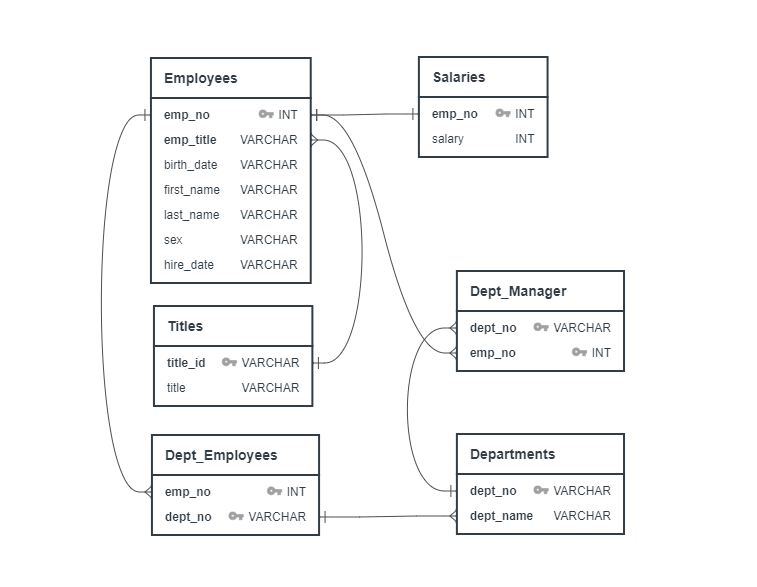 Employees
emp_no INT
emp_title VARCHAR
birth_date VARCHAR
first_name VARCHAR
last_name VARCHAR
sex VARCHAR
hire_date VARCHAR
Salaries
emp_no INT
salary INT
Titles
title_id VARCHAR
title VARCHAR
Dept_Manager
dept_no VARCHAR
emp_no INT
Dept_Employees
emp_no INT
dept_no VARCHAR
Departments
dept_no VARCHAR
dept_name VARCHAR